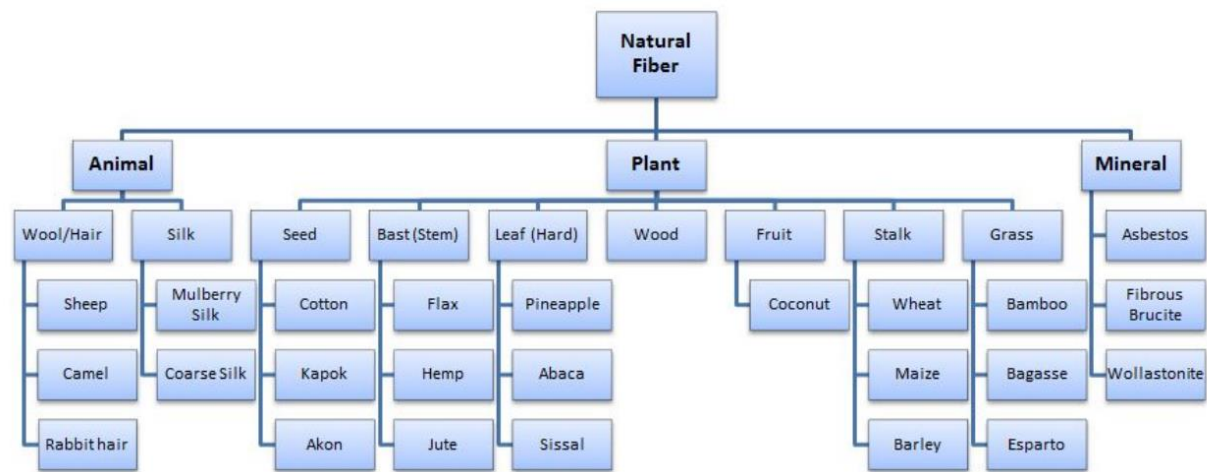 Natural
Fiber
Animal
Plant
Mineral
Wool/Hair
Silk
Seed
Bast (Stem)
Leaf (Hard)
Wood
Fruit
Stalk
Grass
Asbestos
Sheep
Mulberry
Silk
Cotton
Flax
Pineapple
Coconut
Wheat
Bamboo
Fibrous
Brucite
Camel
Coarse Silk
Kapok
Hemp
Abaca
Maize
Bagasse
Wollastonite
Rabbit hair
Akon
Jute
Sissal
Barley
Esparto